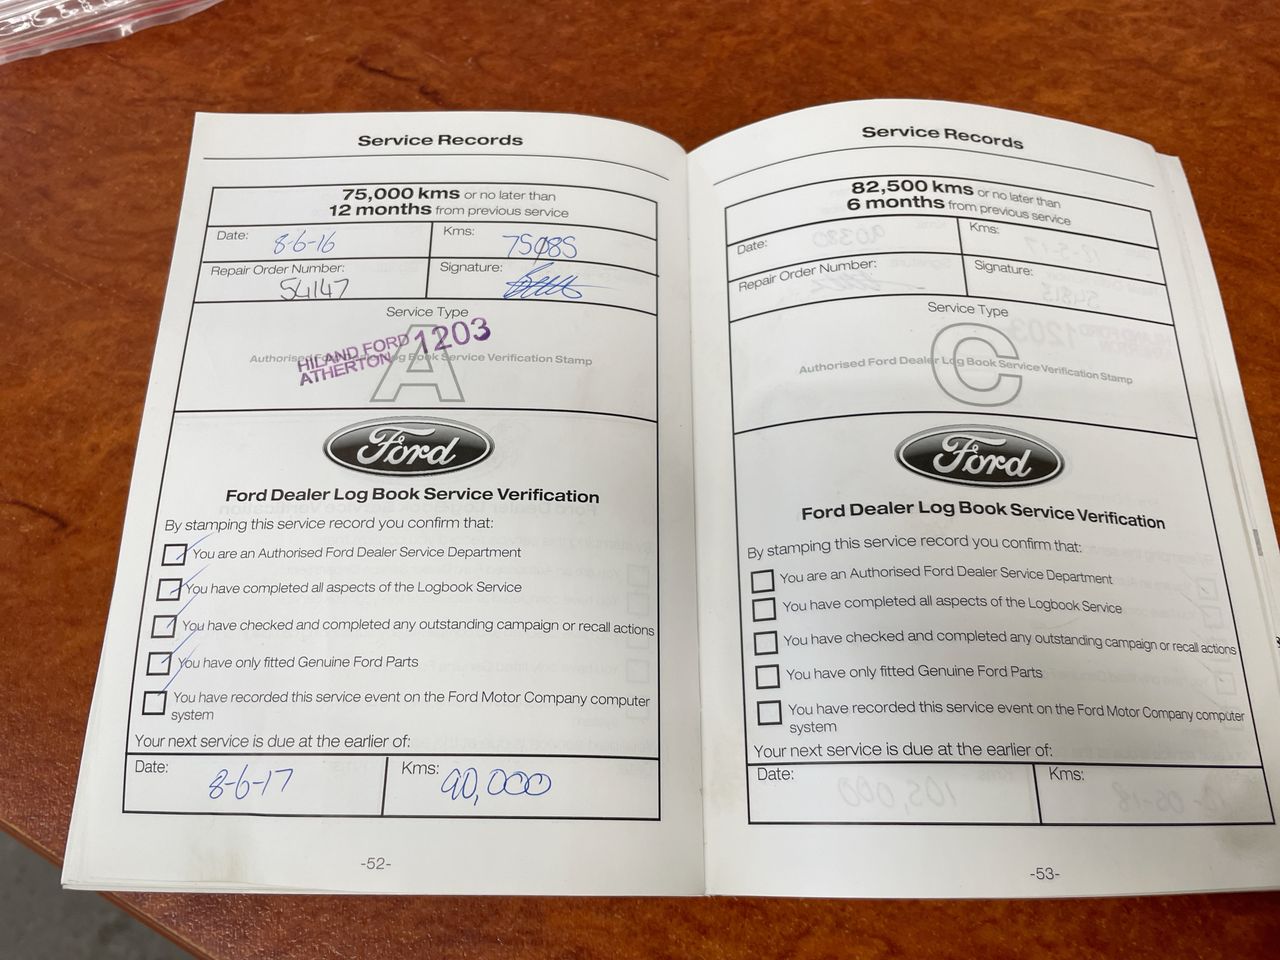 Service Records
75,000 kms or no later than
12 months from previous service
Date: 8-6-16
Kms: 75085
Repair Order Number: 54147
Signature:
Service Type
A
Authorised Ford Dealer Log Book Service Verification Stamp
HILAND FORD 1203
ATHERTON
Ford
Ford Dealer Log Book Service Verification
By stamping this service record you confirm that:
You are an Authorised Ford Dealer Service Department
You have completed all aspects of the Logbook Service
You have checked and completed any outstanding campaign or recall actions
You have only fitted Genuine Ford Parts
You have recorded this service event on the Ford Motor Company computer
system
Your next service is due at the earlier of:
Date: 8-6-17
Kms: 90,000
-52-
Service Records
82,500 kms or no later than
6 months from previous service
Date:
Kms:
Repair Order Number:
Signature:
Service Type
C
Authorised Ford Dealer Log Book Service Verification Stamp
Ford
Ford Dealer Log Book Service Verification
By stamping this service record you confirm that:
You are an Authorised Ford Dealer Service Department
You have completed all aspects of the Logbook Service
You have checked and completed any outstanding campaign or recall actions
You have only fitted Genuine Ford Parts
You have recorded this service event on the Ford Motor Company computer
system
Your next service is due at the earlier of:
Date:
Kms:
-53-